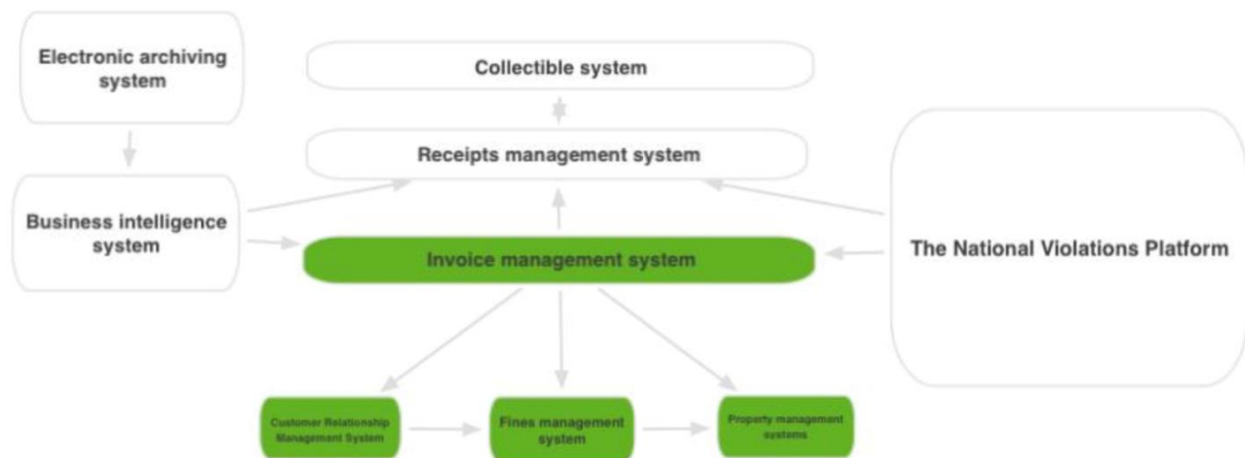 Electronic archiving
system
Collectible system
Receipts management system
Business intelligence
system
Invoice management system
The National Violations Platform
Customer Relationship
Management System
Fines management
system
Property management
systems